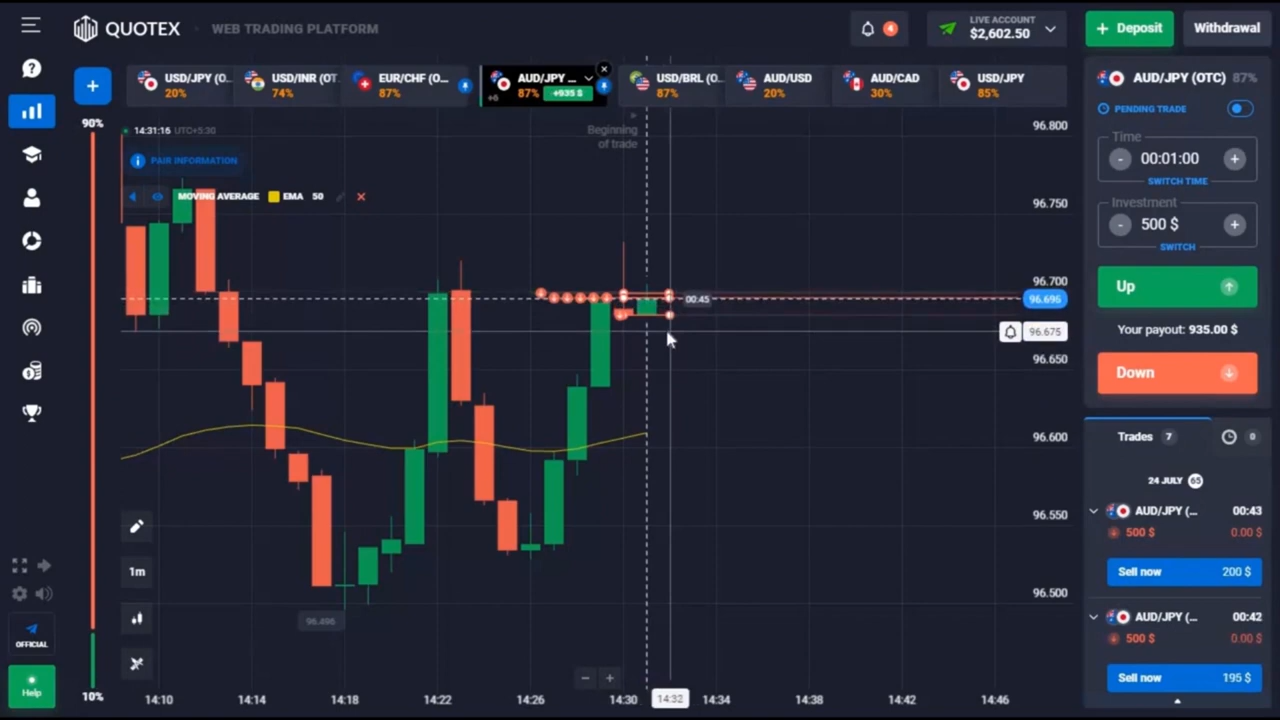 QUOTEX
WEB TRADING PLATFORM
4
LIVE ACCOUNT
$2,602.50
+ Deposit
Withdrawal
USD/JPY (O...
20%
USD/INR (OT
74%
EUR/CHF (O...
87%
AUD/JPY ...
87% +935 $
+6
USD/BRL (O...
87%
AUD/USD
20%
AUD/CAD
30%
USD/JPY
85%
AUD/JPY (OTC) 87%
PENDING TRADE
Time
- 00:01:00 +
SWITCH TIME
Investment
- 500 $ +
SWITCH
Up
Your payout: 935.00 $
Down
Trades 7
0
24 JULY 65
AUD/JPY (... 00:43
500 $ 0.00 $
Sell now 200 $
AUD/JPY (... 00:42
500 $ 0.00 $
Sell now 195 $
90%
14:31:16 UTC+5:30
PAIR INFORMATION
MOVING AVERAGE EMA 50
Beginning
of trade
00:45
96.800
96.750
96.700
96.696
96.675
96.650
96.600
96.550
96.500
96.496
1m
OFFICIAL
Help
10%
- +
14:10 14:14 14:18 14:22 14:26 14:30 14:32 14:34 14:38 14:42 14:46